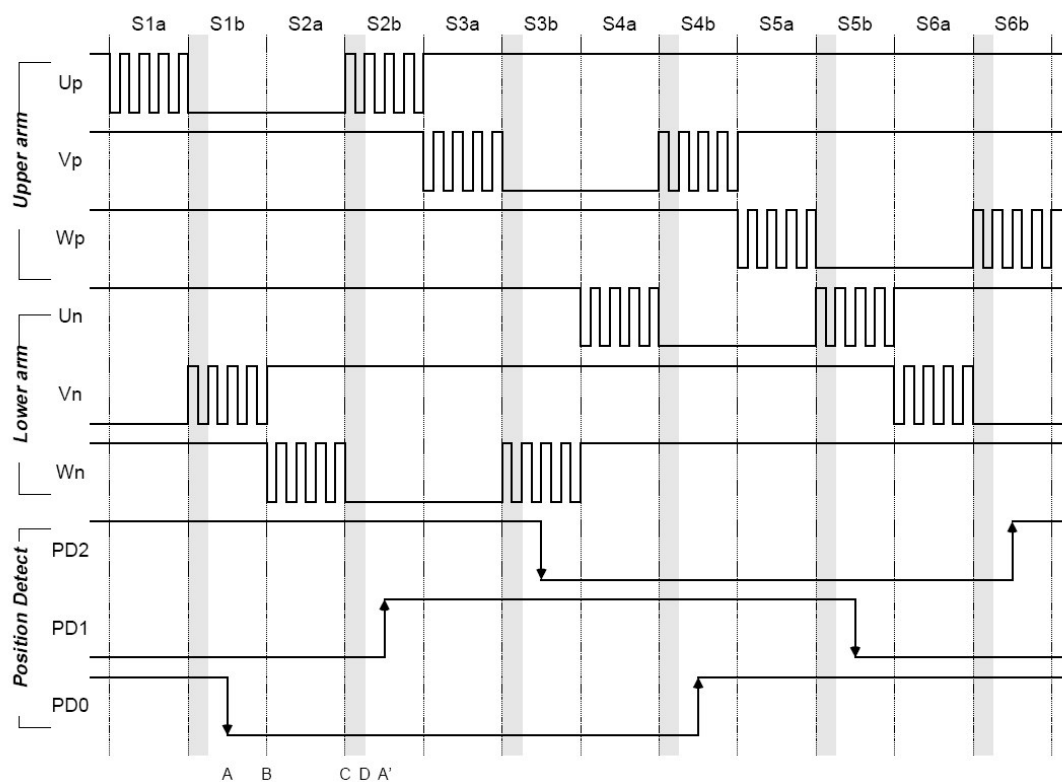 S1a S1b S2a S2b S3a S3b S4a S4b S5a S5b S6a S6b
Upper arm
Up
Vp
Wp
Lower arm
Un
Vn
Wn
Position Detect
PD2
PD1
PD0
A B C D A'